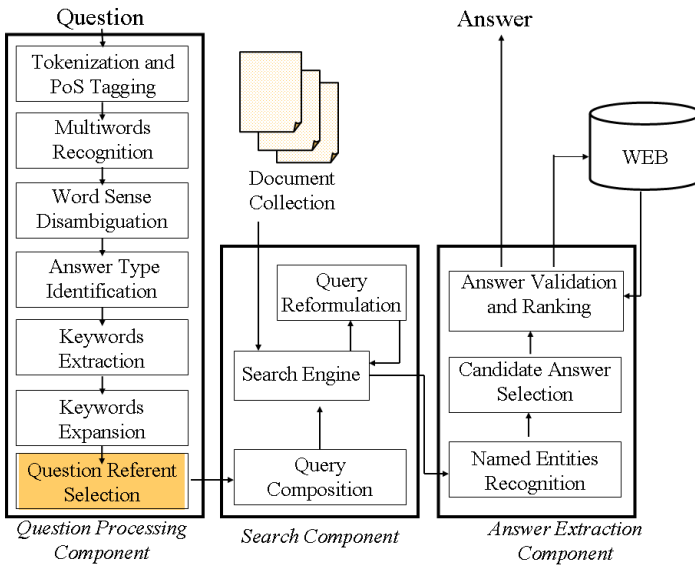 Question
Tokenization and
PoS Tagging
Multiwords
Recognition
Word Sense
Disambiguation
Answer Type
Identification
Keywords
Extraction
Keywords
Expansion
Question Referent
Selection
Question Processing
Component
Document
Collection
Query
Reformulation
Search Engine
Query
Composition
Search Component
Answer
WEB
Answer Validation
and Ranking
Candidate Answer
Selection
Named Entities
Recognition
Answer Extraction
Component